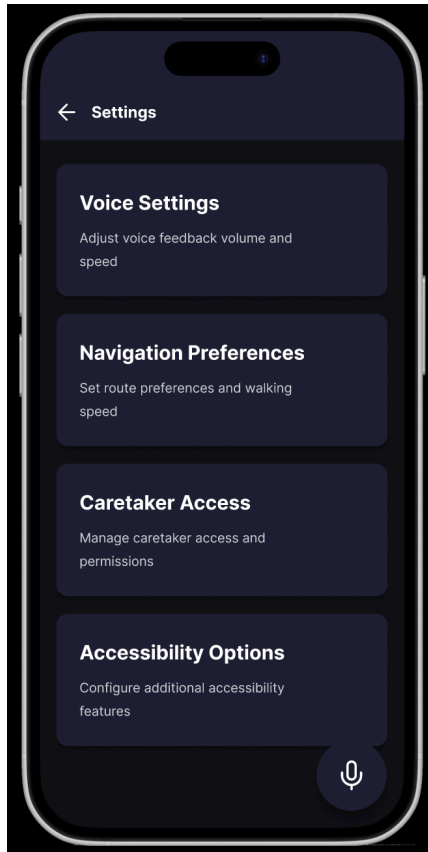 Settings
Voice Settings
Adjust voice feedback volume and
speed
Navigation Preferences
Set route preferences and walking
speed
Caretaker Access
Manage caretaker access and
permissions
Accessibility Options
Configure additional accessibility
features